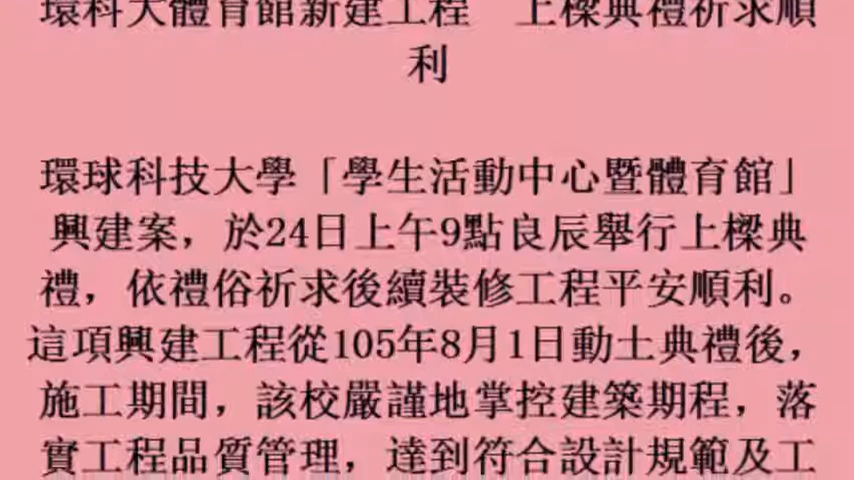 環科大體育館新建工程　上樑典禮祈求順
利
環球科技大學「學生活動中心暨體育館」
興建案，於24日上午9點良辰舉行上樑典
禮，依禮俗祈求後續裝修工程平安順利。
這項興建工程從105年8月1日動土典禮後，
施工期間，該校嚴謹地掌控建築期程，落
實工程品質管理，達到符合設計規範及工